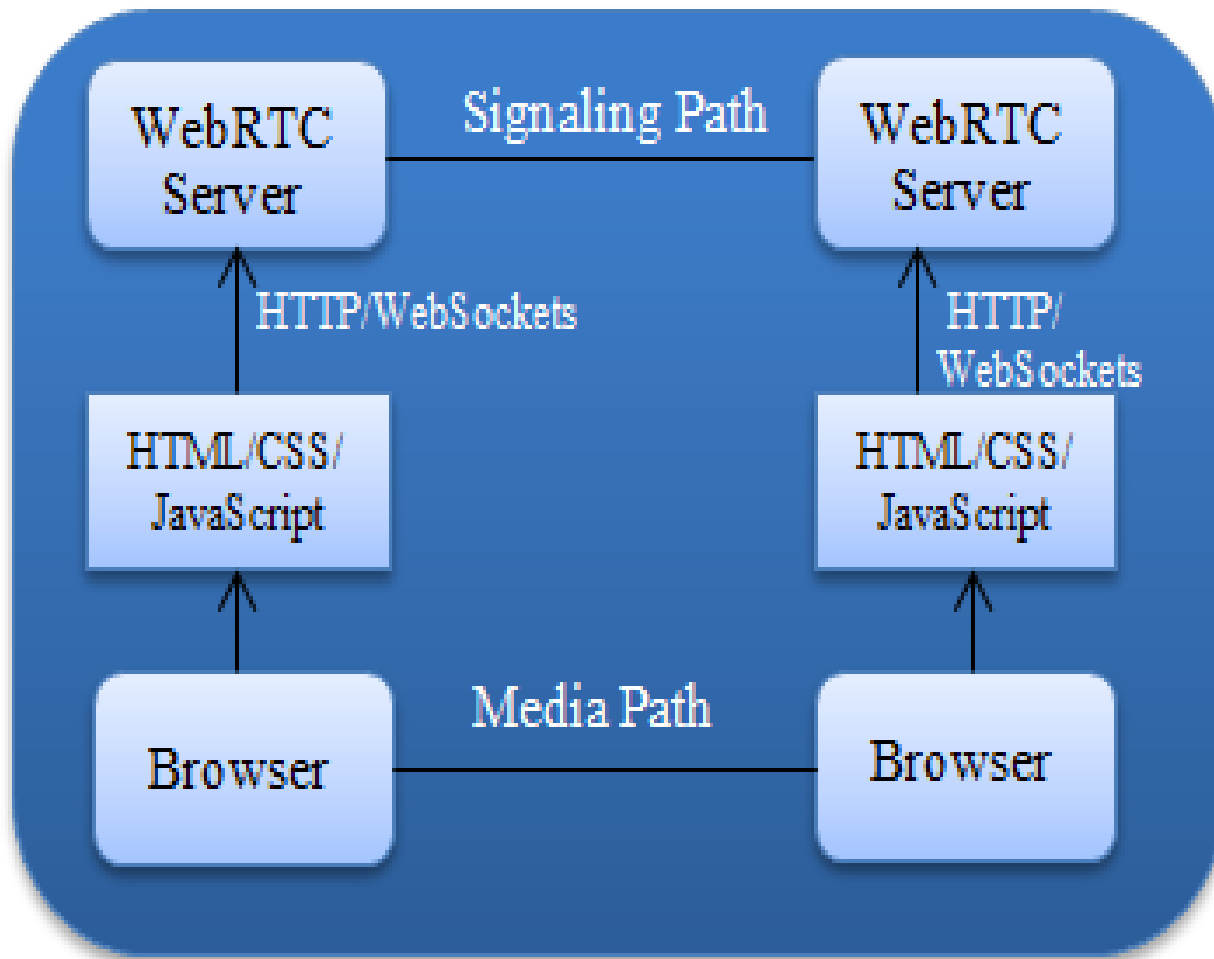 WebRTC
Server
Signaling Path
WebRTC
Server
HTTP/WebSockets
HTTP/
WebSockets
HTML/CSS/
JavaScript
HTML/CSS/
JavaScript
Browser
Media Path
Browser